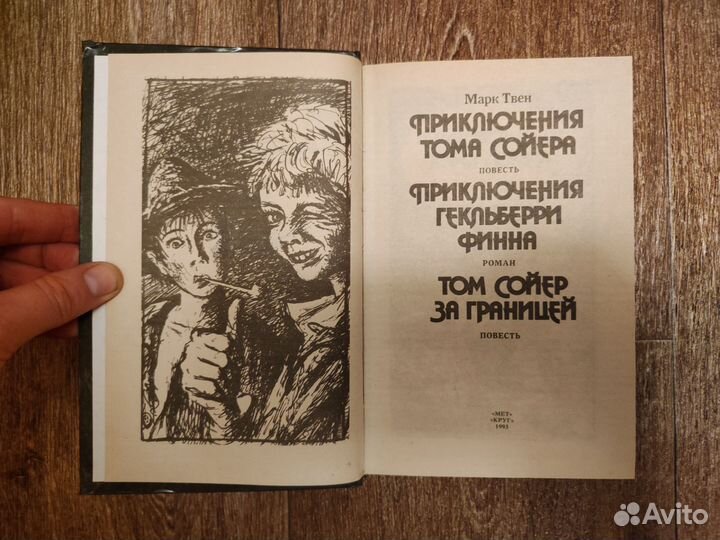 Марк Твен
ПРИКЛЮЧЕНИЯ
ТОМА СОЙЕРА
ПОВЕСТЬ
ПРИКЛЮЧЕНИЯ
ГЕКЛЬБЕРРИ
ФИННА
РОМАН
ТОМ СОЙЕР
ЗА ГРАНИЦЕЙ
ПОВЕСТЬ
«МЕТ»
«КРУГ»
1993
Avito